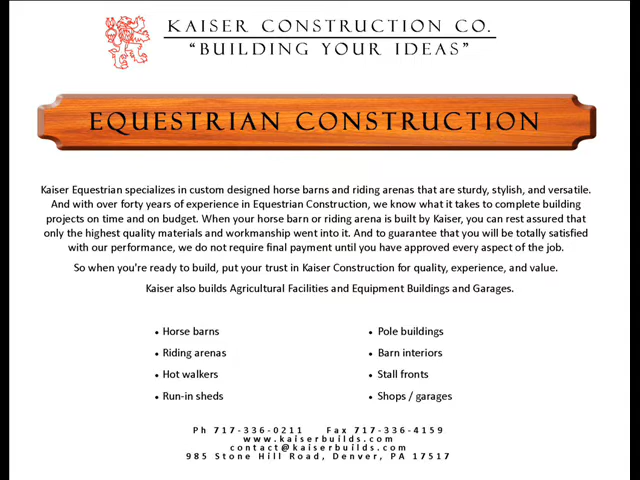 KAISER CONSTRUCTION CO.
"BUILDING YOUR IDEAS"
EQUESTRIAN CONSTRUCTION
Kaiser Equestrian specializes in custom designed horse barns and riding arenas that are sturdy, stylish, and versatile.
And with over forty years of experience in Equestrian Construction, we know what it takes to complete building
projects on time and on budget. When your horse barn or riding arena is built by Kaiser, you can rest assured that
only the highest quality materials and workmanship went into it. And to guarantee that you will be totally satisfied
with our performance, we do not require final payment until you have approved every aspect of the job.
So when you're ready to build, put your trust in Kaiser Construction for quality, experience, and value.
Kaiser also builds Agricultural Facilities and Equipment Buildings and Garages.
• Horse barns
• Riding arenas
• Hot walkers
• Run-in sheds
• Pole buildings
• Barn interiors
• Stall fronts
• Shops / garages
Ph 717-336-0211 Fax 717-336-4159
www.kaiserbuilds.com
contact@kaiserbuilds.com
985 Stone Hill Road, Denver, PA 17517